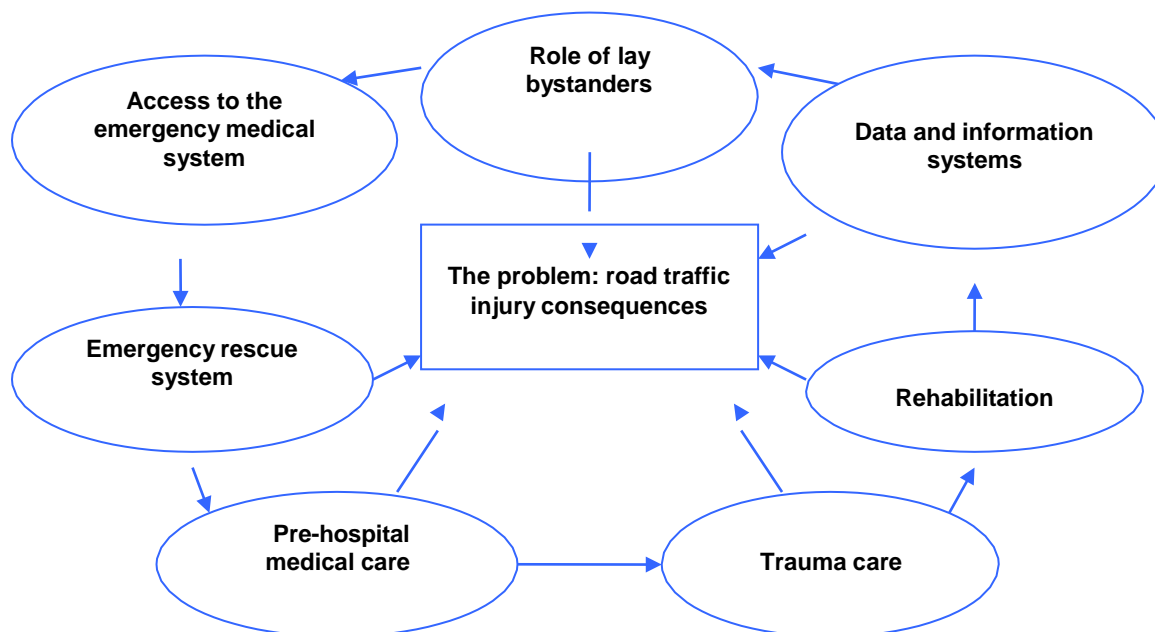 Role of lay
bystanders
Access to the
emergency medical
system
Data and information
systems
The problem: road traffic
injury consequences
Emergency rescue
system
Rehabilitation
Pre-hospital
medical care
Trauma care